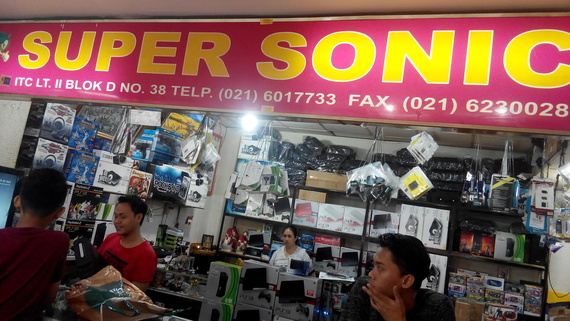 SUPER SONIC
ITC LT. II BLOK D NO. 38 TELP. (021) 6017733 FAX. (021) 6230028